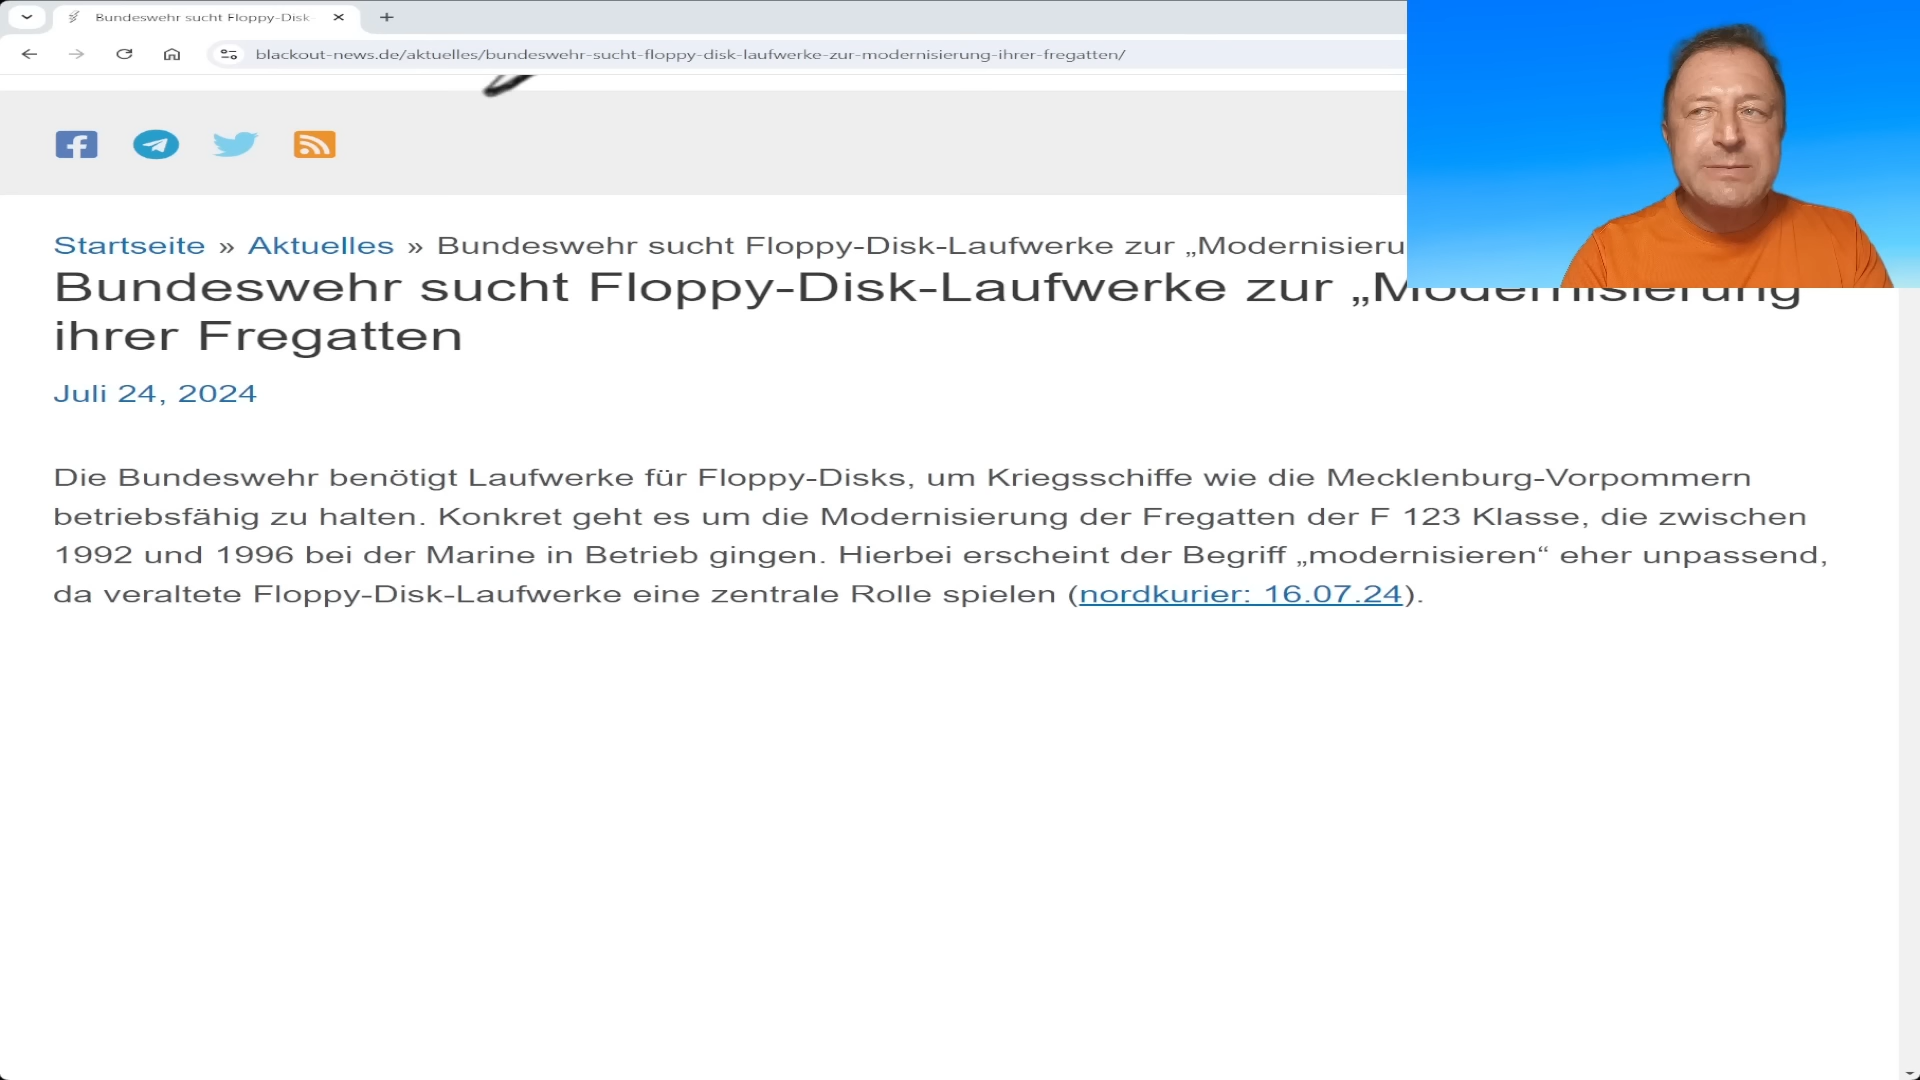 Bundeswehr sucht Floppy-Disk-
blackout-news.de/aktuelles/bundeswehr-sucht-floppy-disk-laufwerke-zur-modernisierung-ihrer-fregatten/
Startseite » Aktuelles » Bundeswehr sucht Floppy-Disk-Laufwerke zur „Modernisieru
Bundeswehr sucht Floppy-Disk-Laufwerke zur „Modernisierung
ihrer Fregatten
Juli 24, 2024
Die Bundeswehr benötigt Laufwerke für Floppy-Disks, um Kriegsschiffe wie die Mecklenburg-Vorpommern
betriebsfähig zu halten. Konkret geht es um die Modernisierung der Fregatten der F 123 Klasse, die zwischen
1992 und 1996 bei der Marine in Betrieb gingen. Hierbei erscheint der Begriff „modernisieren“ eher unpassend,
da veraltete Floppy-Disk-Laufwerke eine zentrale Rolle spielen (nordkurier: 16.07.24).